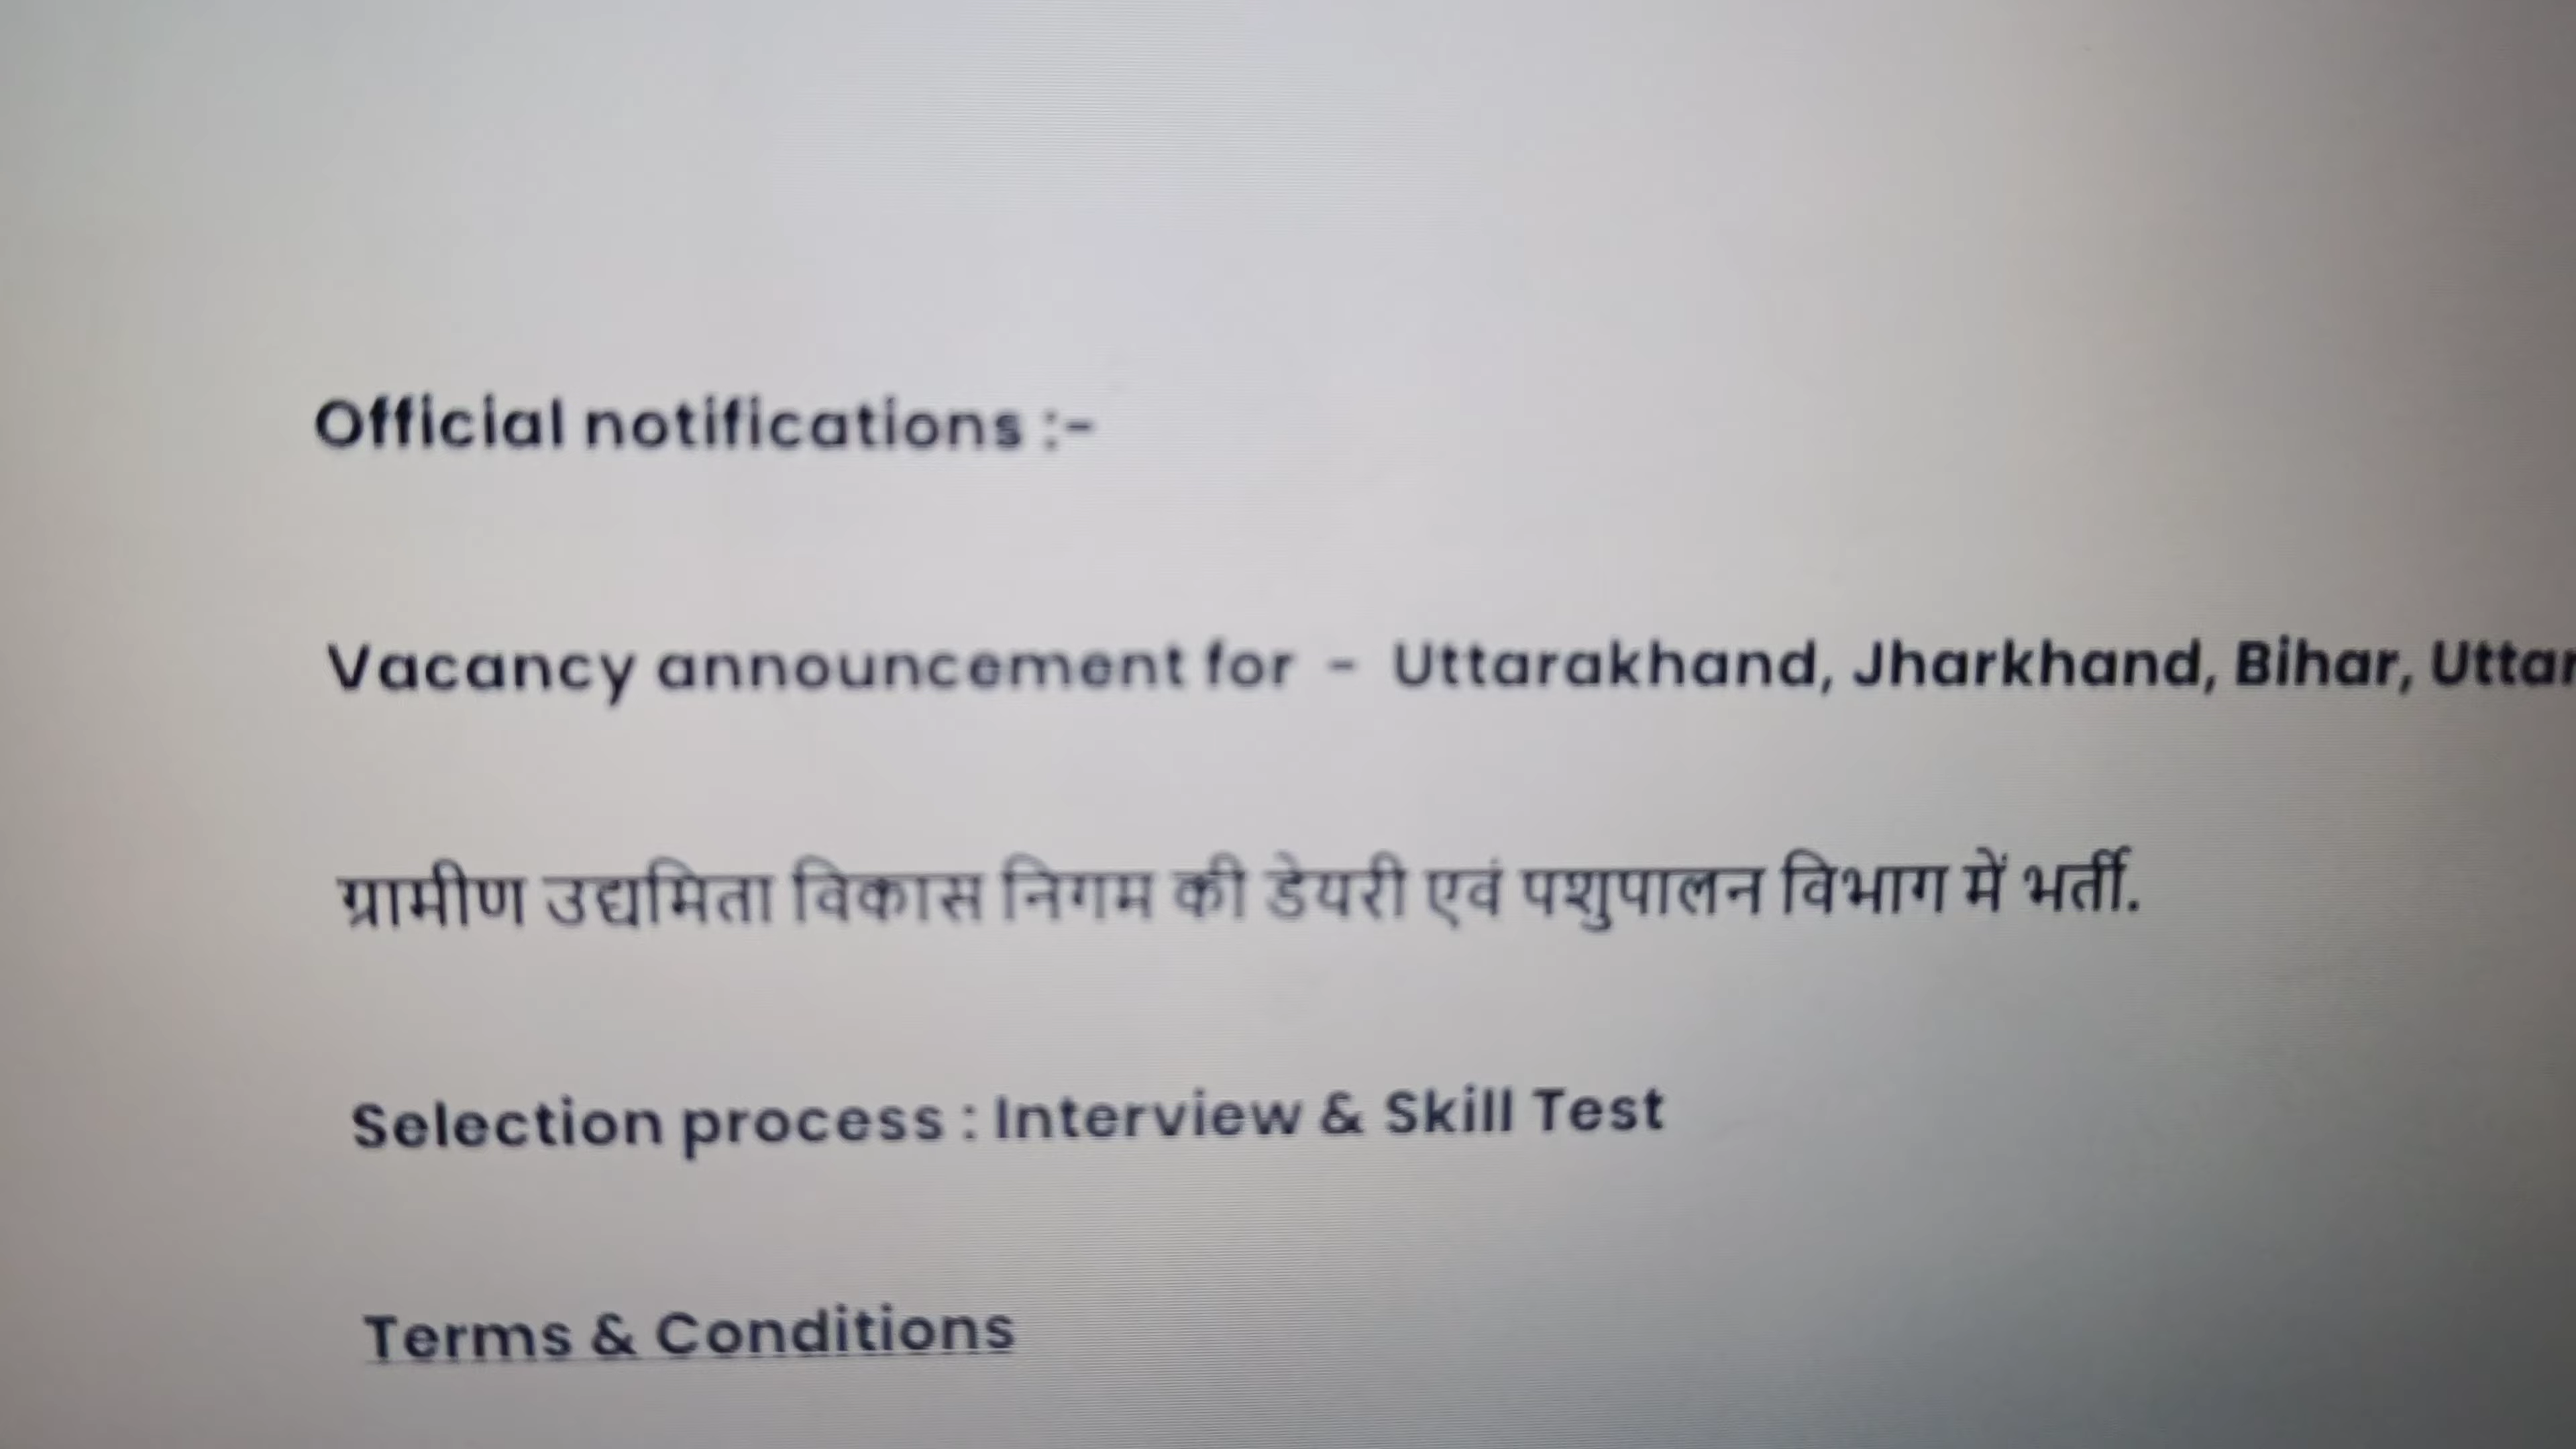 Official notifications :-
Vacancy announcement for - Uttarakhand, Jharkhand, Bihar, Uttar
ग्रामीण उद्यमिता विकास निगम की डेयरी एवं पशुपालन विभाग में भर्ती.
Selection process : Interview & Skill Test
Terms & Conditions